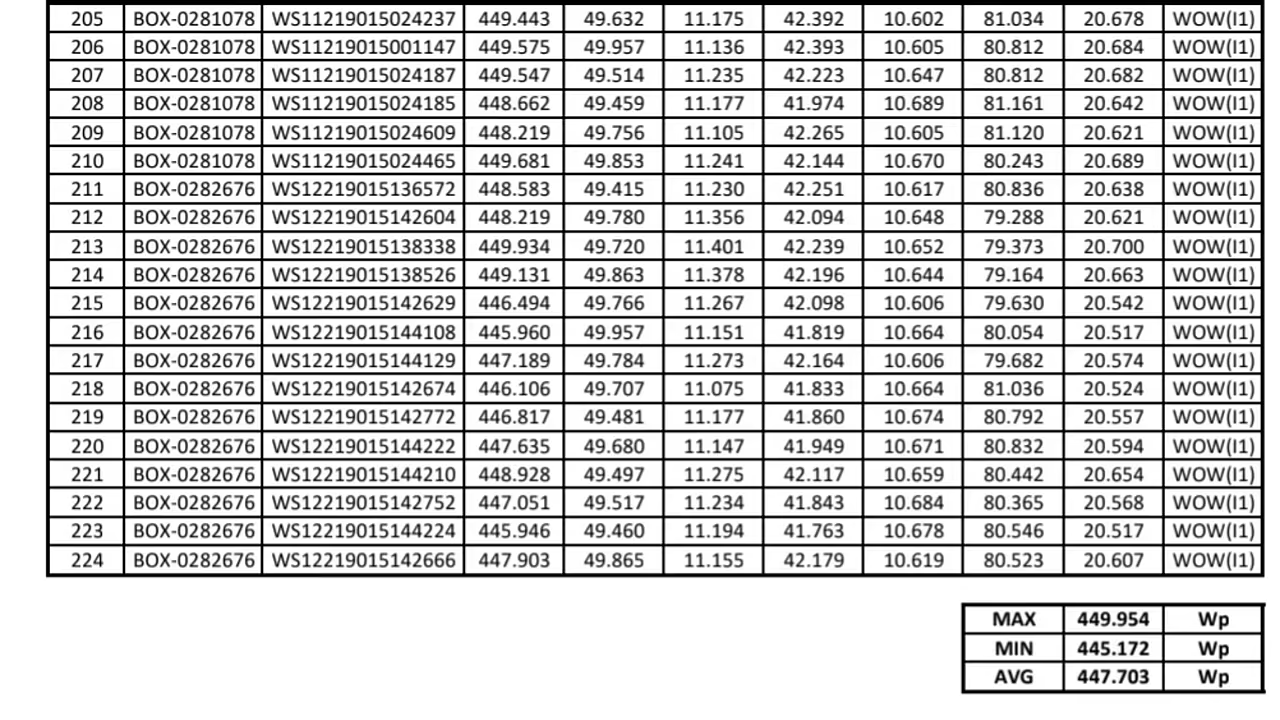 205 BOX-0281078 WS11219015024237 449.443 49.632 11.175 42.392 10.602 81.034 20.678 WOW(I1)
206 BOX-0281078 WS11219015001147 449.575 49.957 11.136 42.393 10.605 80.812 20.684 WOW(I1)
207 BOX-0281078 WS11219015024187 449.547 49.514 11.235 42.223 10.647 80.812 20.682 WOW(I1)
208 BOX-0281078 WS11219015024185 448.662 49.459 11.177 41.974 10.689 81.161 20.642 WOW(I1)
209 BOX-0281078 WS11219015024609 448.219 49.756 11.105 42.265 10.605 81.120 20.621 WOW(I1)
210 BOX-0281078 WS11219015024465 449.681 49.853 11.241 42.144 10.670 80.243 20.689 WOW(I1)
211 BOX-0282676 WS12219015136572 448.583 49.415 11.230 42.251 10.617 80.836 20.638 WOW(I1)
212 BOX-0282676 WS12219015142604 448.219 49.780 11.356 42.094 10.648 79.288 20.621 WOW(I1)
213 BOX-0282676 WS12219015138338 449.934 49.720 11.401 42.239 10.652 79.373 20.700 WOW(I1)
214 BOX-0282676 WS12219015138526 449.131 49.863 11.378 42.196 10.644 79.164 20.663 WOW(I1)
215 BOX-0282676 WS12219015142629 446.494 49.766 11.267 42.098 10.606 79.630 20.542 WOW(I1)
216 BOX-0282676 WS12219015144108 445.960 49.957 11.151 41.819 10.664 80.054 20.517 WOW(I1)
217 BOX-0282676 WS12219015144129 447.189 49.784 11.273 42.164 10.606 79.682 20.574 WOW(I1)
218 BOX-0282676 WS12219015142674 446.106 49.707 11.075 41.833 10.664 81.036 20.524 WOW(I1)
219 BOX-0282676 WS12219015142772 446.817 49.481 11.177 41.860 10.674 80.792 20.557 WOW(I1)
220 BOX-0282676 WS12219015144222 447.635 49.680 11.147 41.949 10.671 80.832 20.594 WOW(I1)
221 BOX-0282676 WS12219015144210 448.928 49.497 11.275 42.117 10.659 80.442 20.654 WOW(I1)
222 BOX-0282676 WS12219015142752 447.051 49.517 11.234 41.843 10.684 80.365 20.568 WOW(I1)
223 BOX-0282676 WS12219015144224 445.946 49.460 11.194 41.763 10.678 80.546 20.517 WOW(I1)
224 BOX-0282676 WS12219015142666 447.903 49.865 11.155 42.179 10.619 80.523 20.607 WOW(I1)
MAX 449.954 Wp
MIN 445.172 Wp
AVG 447.703 Wp